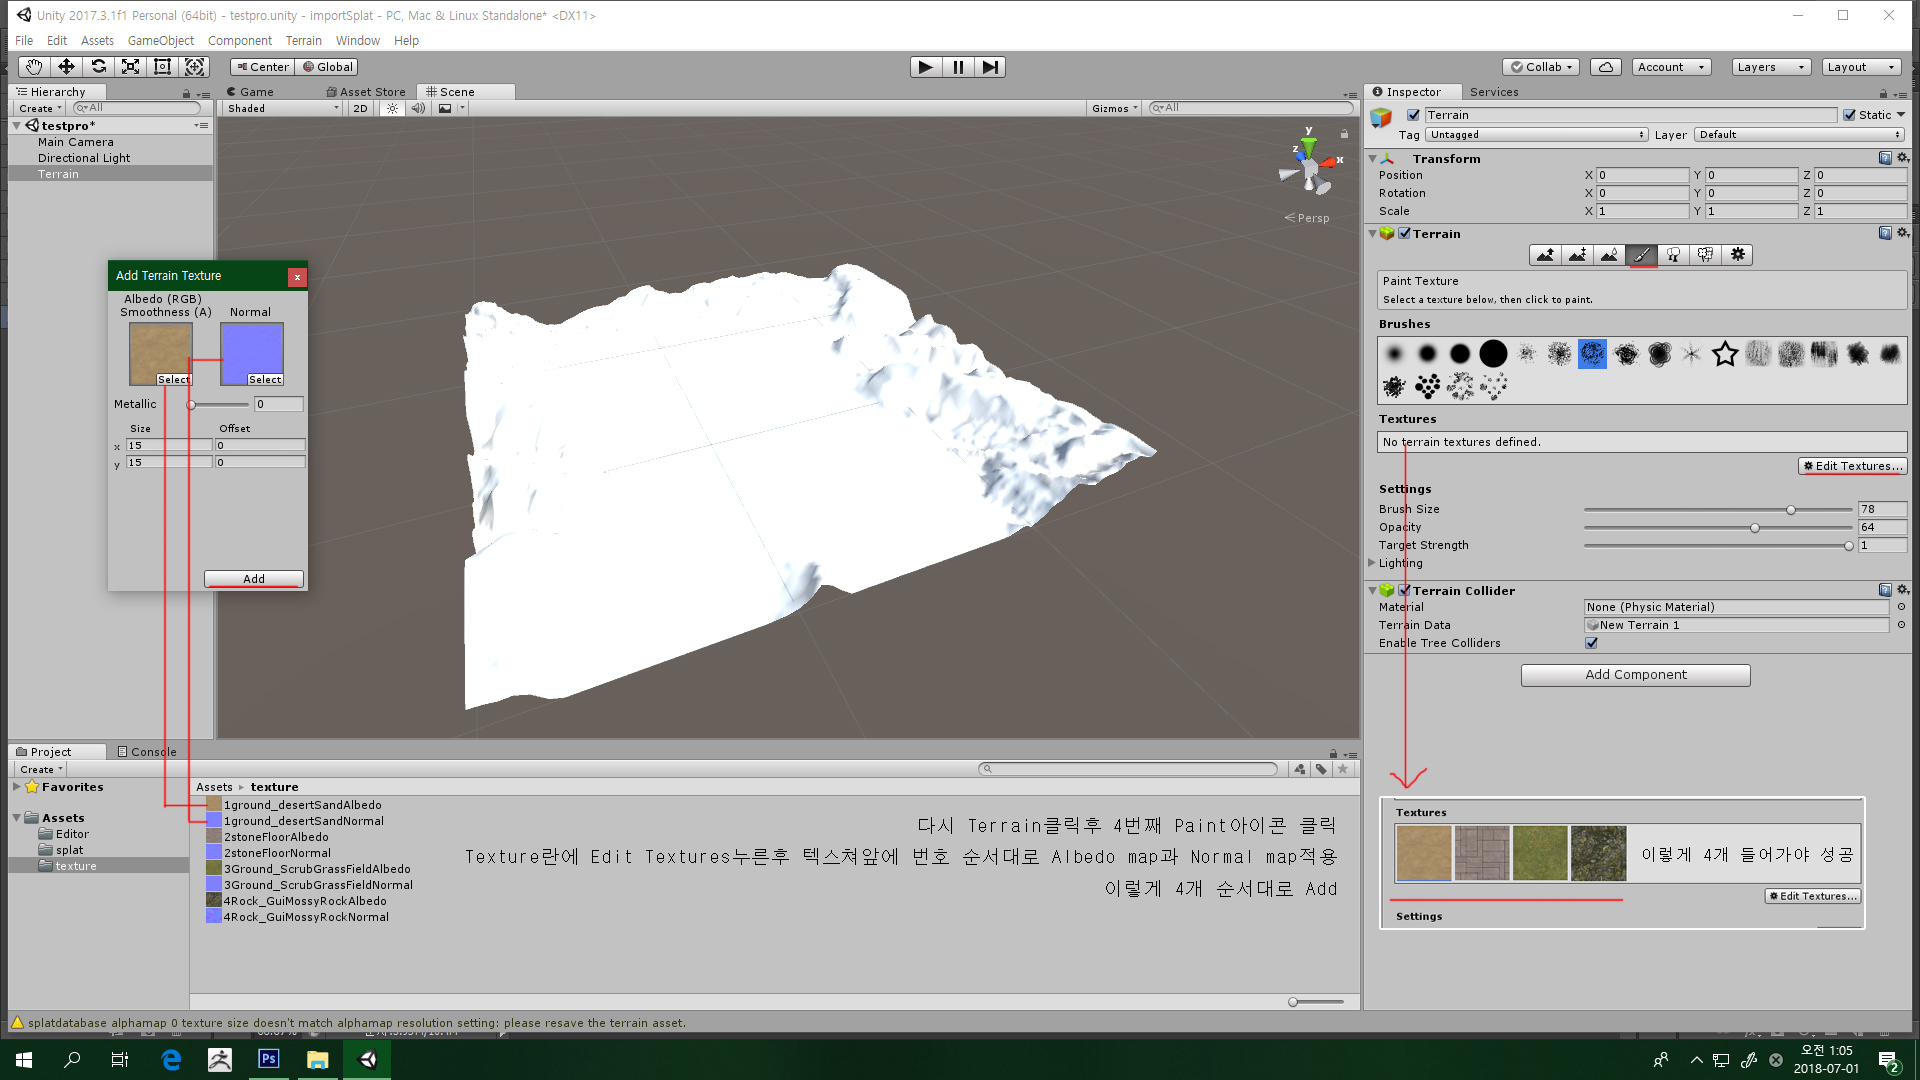 Unity 2017.3.1f1 Personal (64bit) - testpro.unity - importSplat - PC, Mac & Linux Standalone* <DX11>
File Edit Assets GameObject Component Terrain Window Help
Center Global
Collab Account Layers Layout
Hierarchy
Create All
testpro*
Main Camera
Directional Light
Terrain
Game Asset Store Scene
Shaded 2D Gizmos All
y
z x
Persp
Add Terrain Texture
x
Albedo (RGB)
Smoothness (A) Normal
Select Select
Metallic 0
Size Offset
x 15 0
y 15 0
Add
Inspector Services
Terrain Static
Tag Untagged Layer Default
Transform
Position X 0 Y 0 Z 0
Rotation X 0 Y 0 Z 0
Scale X 1 Y 1 Z 1
Terrain
Paint Texture
Select a texture below, then click to paint.
Brushes
Textures
No terrain textures defined.
Edit Textures...
Settings
Brush Size 78
Opacity 64
Target Strength 1
Lighting
Terrain Collider
Material None (Physic Material)
Terrain Data New Terrain 1
Enable Tree Colliders
Add Component
Textures
이렇게 4개 들어가야 성공
Edit Textures...
Settings
Project Console
Create
Favorites
Assets
Editor
splat
texture
Assets texture
1ground_desertSandAlbedo
1ground_desertSandNormal
2stoneFloorAlbedo
2stoneFloorNormal
3Ground_ScrubGrassFieldAlbedo
3Ground_ScrubGrassFieldNormal
4Rock_GuiMossyRockAlbedo
4Rock_GuiMossyRockNormal
다시 Terrain클릭후 4번째 Paint아이콘 클릭
Texture란에 Edit Textures누른후 텍스쳐앞에 번호 순서대로 Albedo map과 Normal map적용
이렇게 4개 순서대로 Add
splatdatabase alphamap 0 texture size doesn't match alphamap resolution setting: please resave the terrain asset.
Ps
오전 1:05
2018-07-01
2